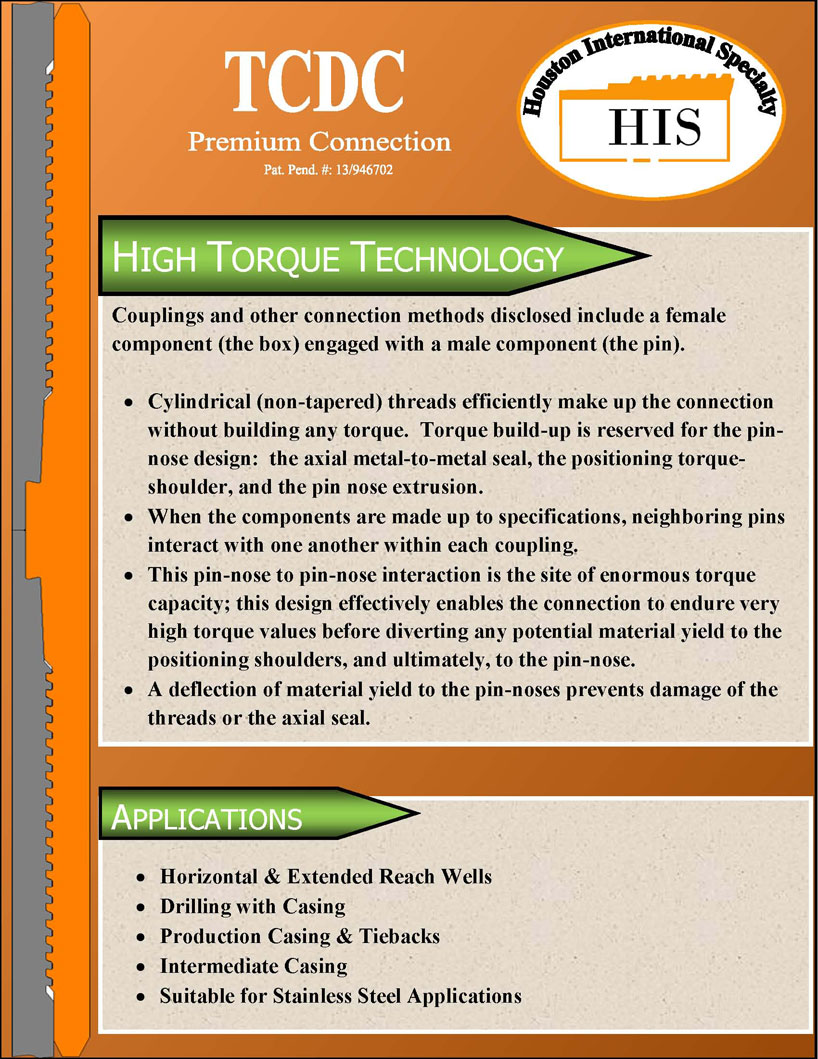 TCDC
Premium Connection
Pat. Pend. #: 13/946702
Houston International Specialty
HIS
HIGH TORQUE TECHNOLOGY
Couplings and other connection methods disclosed include a female
component (the box) engaged with a male component (the pin).
• Cylindrical (non-tapered) threads efficiently make up the connection
without building any torque.  Torque build-up is reserved for the pin-
nose design:  the axial metal-to-metal seal, the positioning torque-
shoulder, and the pin nose extrusion.
• When the components are made up to specifications, neighboring pins
interact with one another within each coupling.
• This pin-nose to pin-nose interaction is the site of enormous torque
capacity; this design effectively enables the connection to endure very
high torque values before diverting any potential material yield to the
positioning shoulders, and ultimately, to the pin-nose.
• A deflection of material yield to the pin-noses prevents damage of the
threads or the axial seal.
APPLICATIONS
• Horizontal & Extended Reach Wells
• Drilling with Casing
• Production Casing & Tiebacks
• Intermediate Casing
• Suitable for Stainless Steel Applications